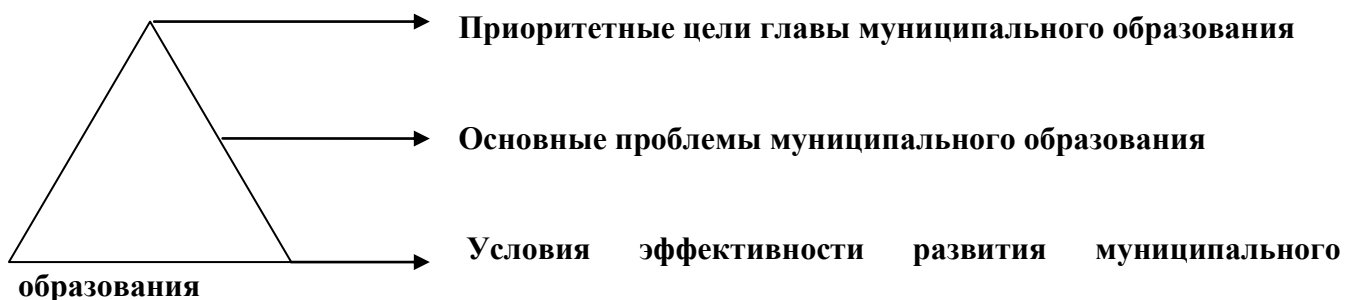 Приоритетные цели главы муниципального образования
Основные проблемы муниципального образования
Условия эффективности развития муниципального
образования